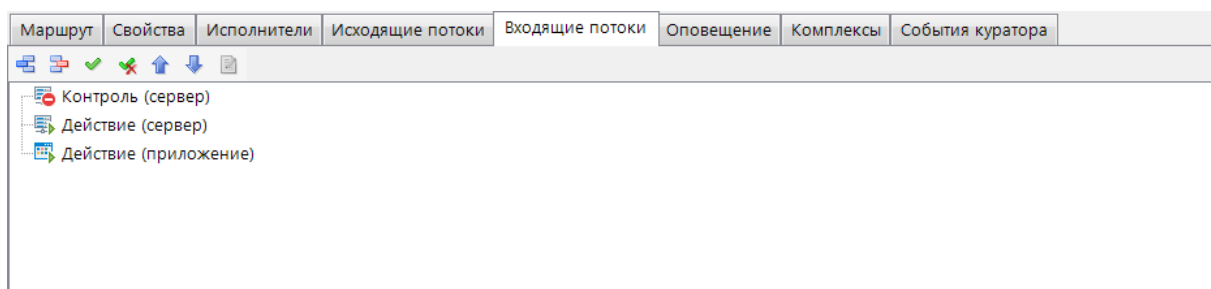 Маршрут Свойства Исполнители Исходящие потоки Входящие потоки Оповещение Комплексы События куратора
Контроль (сервер)
Действие (сервер)
Действие (приложение)